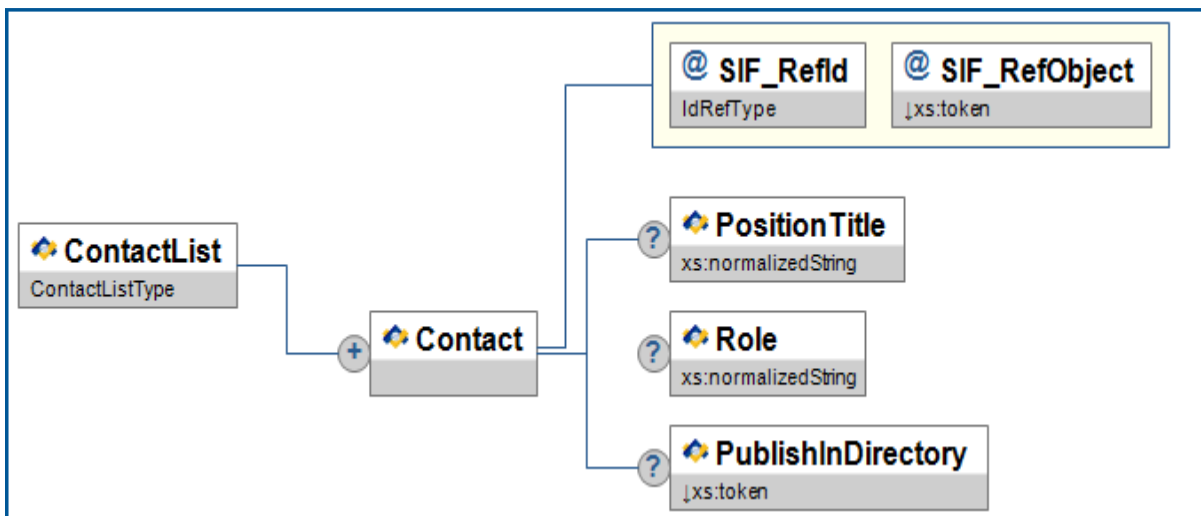 @ SIF_RefId
IdRefType
@ SIF_RefObject
↓xs:token
ContactList
ContactListType
+
Contact
?
PositionTitle
xs:normalizedString
?
Role
xs:normalizedString
?
PublishInDirectory
↓xs:token